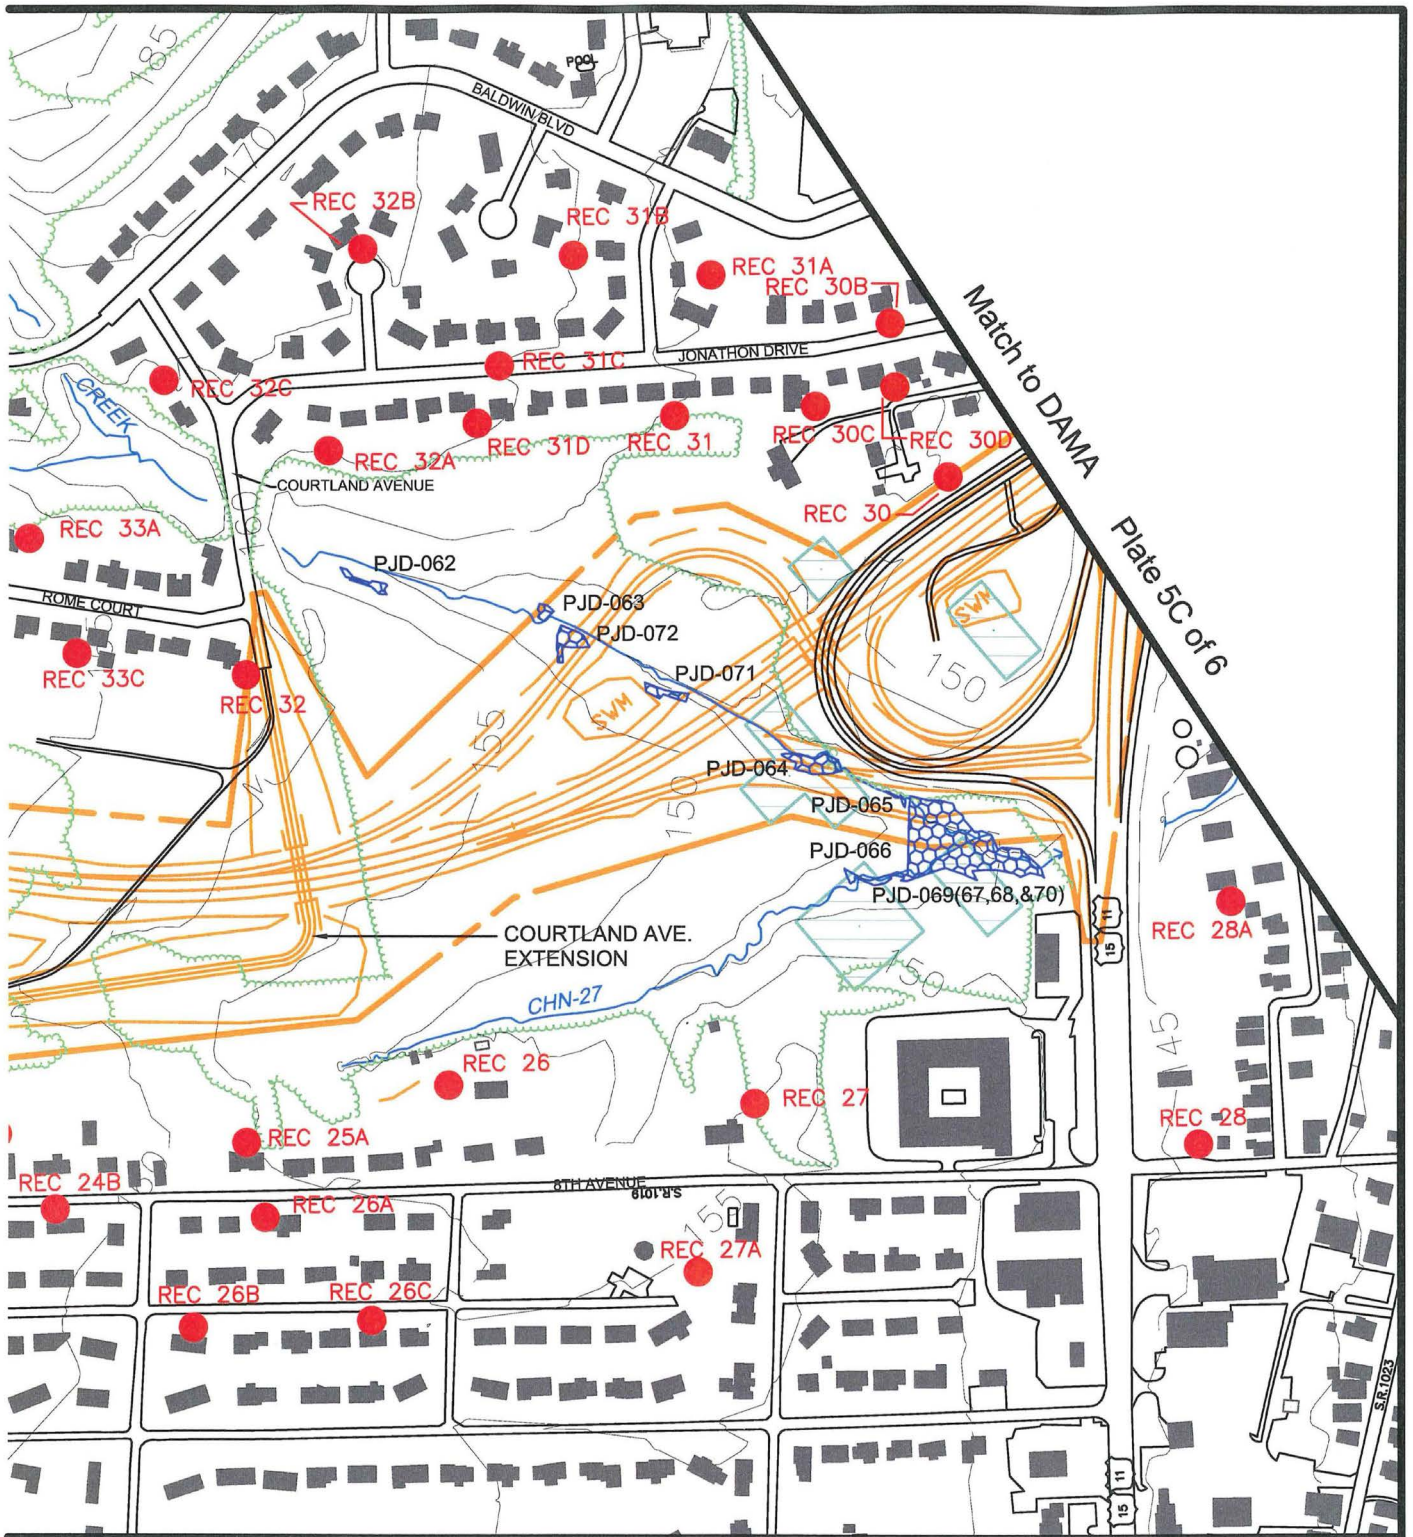 185
POOL
BALDWIN BLVD
170
REC 32B
REC 31B
REC 31A
REC 30B
Match to DAMA
Plate 5C of 6
JONATHON DRIVE
REC 31C
REC 32C
CREEK
REC 32A
REC 31D
REC 31
REC 30C
REC 30D
COURTLAND AVENUE
REC 30
160
REC 33A
PJD-062
ROME COURT
PJD-063
PJD-072
SWM
REC 33C
PJD-071
150
REC 32
SWM
155
PJD-064
150
PJD-065
PJD-066
PJD-069(67,68,&70)
11
15
REC 28A
COURTLAND AVE.
EXTENSION
CHN-27
150
145
REC 26
REC 27
REC 28
REC 25A
REC 24B
8TH AVENUE
S.R.1019
155
REC 26A
REC 27A
REC 26B
REC 26C
S.R.1023
11
15